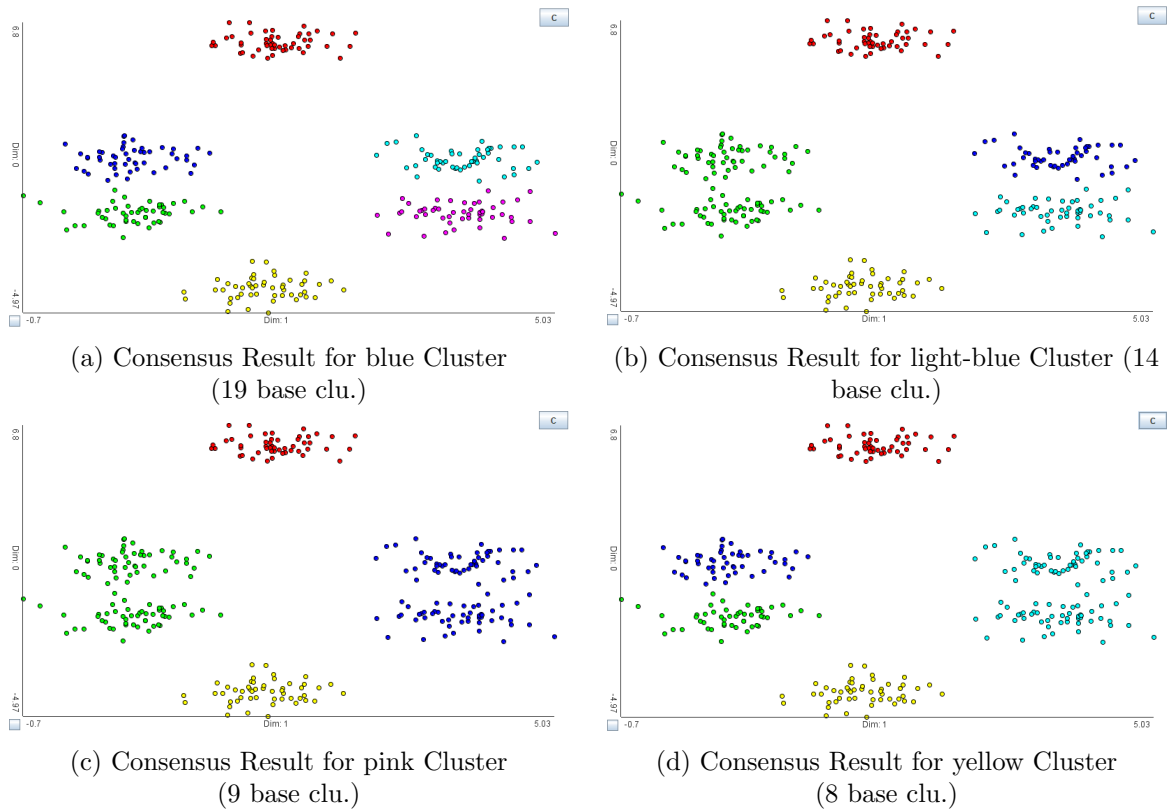 C
6.8
Dim: 0
-4.97
-0.7
Dim: 1
5.03
C
6.8
Dim: 0
-4.97
-0.7
Dim: 1
5.03
(a) Consensus Result for blue Cluster
(19 base clu.)
(b) Consensus Result for light-blue Cluster (14
base clu.)
C
6.8
Dim: 0
-4.97
-0.7
Dim: 1
5.03
C
6.8
Dim: 0
-4.97
-0.7
Dim: 1
5.03
(c) Consensus Result for pink Cluster
(9 base clu.)
(d) Consensus Result for yellow Cluster
(8 base clu.)